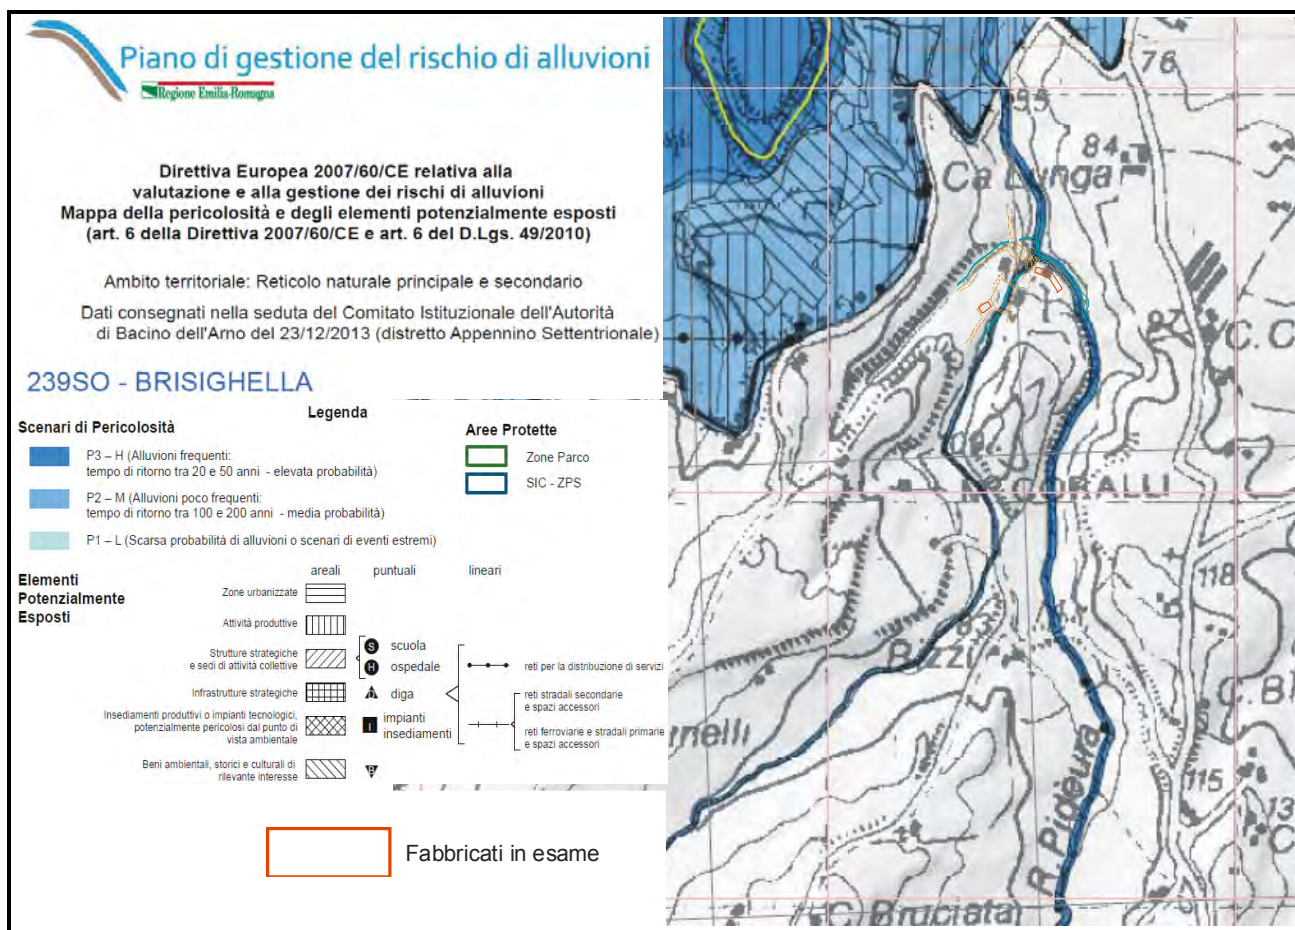 Piano di gestione del rischio di alluvioni
Regione Emilia-Romagna
Direttiva Europea 2007/60/CE relativa alla
valutazione e alla gestione dei rischi di alluvioni
Mappa della pericolosità e degli elementi potenzialmente esposti
(art. 6 della Direttiva 2007/60/CE e art. 6 del D.Lgs. 49/2010)
Ambito territoriale: Reticolo naturale principale e secondario
Dati consegnati nella seduta del Comitato Istituzionale dell'Autorità
di Bacino dell'Arno del 23/12/2013 (distretto Appennino Settentrionale)
239SO - BRISIGHELLA
Legenda
Scenari di Pericolosità
P3 – H (Alluvioni frequenti:
tempo di ritorno tra 20 e 50 anni - elevata probabilità)
P2 – M (Alluvioni poco frequenti:
tempo di ritorno tra 100 e 200 anni - media probabilità)
P1 – L (Scarsa probabilità di alluvioni o scenari di eventi estremi)
Aree Protette
Zone Parco
SIC - ZPS
Elementi
Potenzialmente
Esposti
areali
puntuali
lineari
Zone urbanizzate
Attività produttive
Strutture strategiche
e sedi di attività collettive
Infrastrutture strategiche
Insediamenti produttivi o impianti tecnologici,
potenzialmente pericolosi dal punto di
vista ambientale
Beni ambientali, storici e culturali di
rilevante interesse
S scuola
H ospedale
D diga
I impianti
insediamenti
B
reti per la distribuzione di servizi
reti stradali secondarie
e spazi accessori
reti ferroviarie e stradali primarie
e spazi accessori
Fabbricati in esame
76
55
84
Ca Lunga
97
C. C
118
83
Bizzi
C. B
nelli
115
R. Pideura
13
C
C. Bruciata